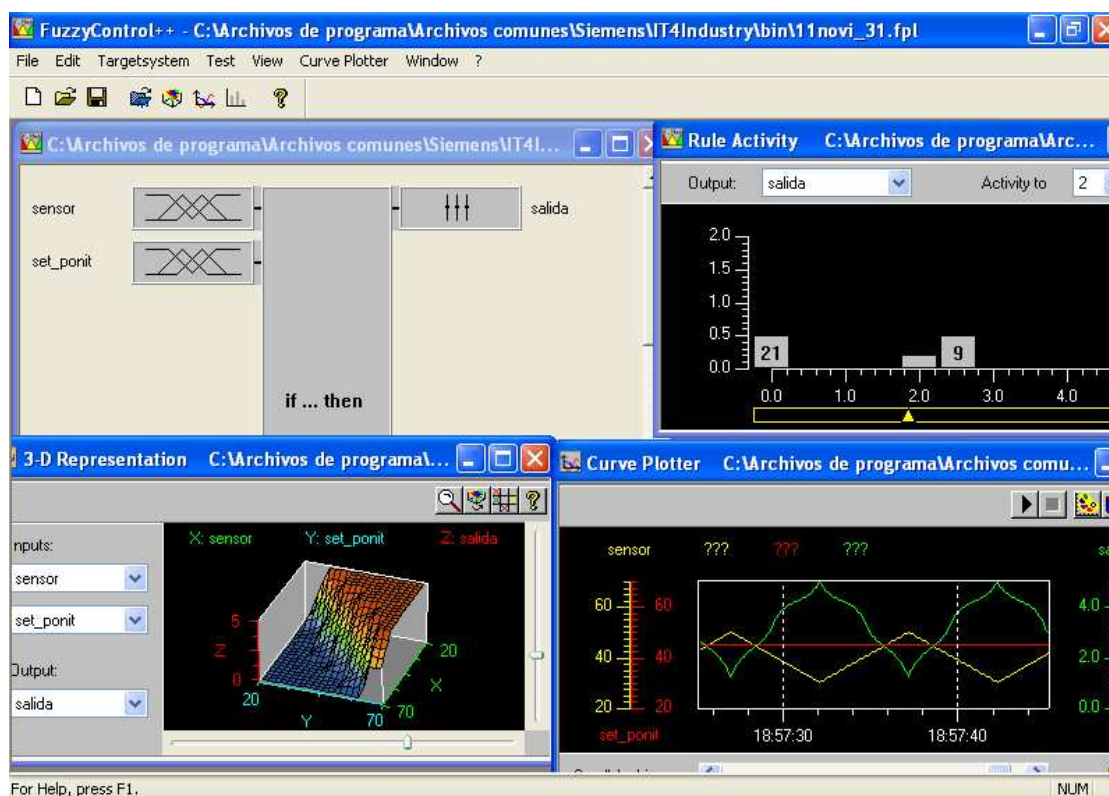 FuzzyControl++ - C:\Archivos de programa\Archivos comunes\Siemens\IT4Industry\bin\11novi_31.fpl
File Edit Targetsystem Test View Curve Plotter Window ?
C:\Archivos de programa\Archivos comunes\Siemens\IT4I...
sensor
salida
set_ponit
if ... then
Rule Activity C:\Archivos de programa\Arc...
Output: salida Activity to 2
2.0
1.5
1.0
0.5
0.0
21
9
0.0 1.0 2.0 3.0 4.0
3-D Representation C:\Archivos de programa\...
nputs:
sensor
set_ponit
Output:
salida
X: sensor Y: set_ponit Z: salida
5
Z
0
20
Y
70
70
X
20
Curve Plotter C:\Archivos de programa\Archivos comu...
sensor ??? ??? ???
60 60 4.0
40 40 2.0
20 20 0.0
set_ponit 18:57:30 18:57:40
For Help, press F1.
NUM